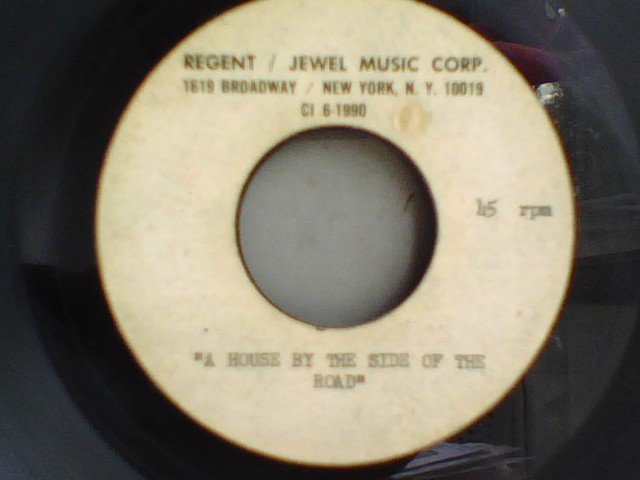 REGENT / JEWEL MUSIC CORP.
1619 BROADWAY / NEW YORK, N. Y. 10019
CI 6-1990
45 rpm
"A HOUSE BY THE SIDE OF THE
ROAD"